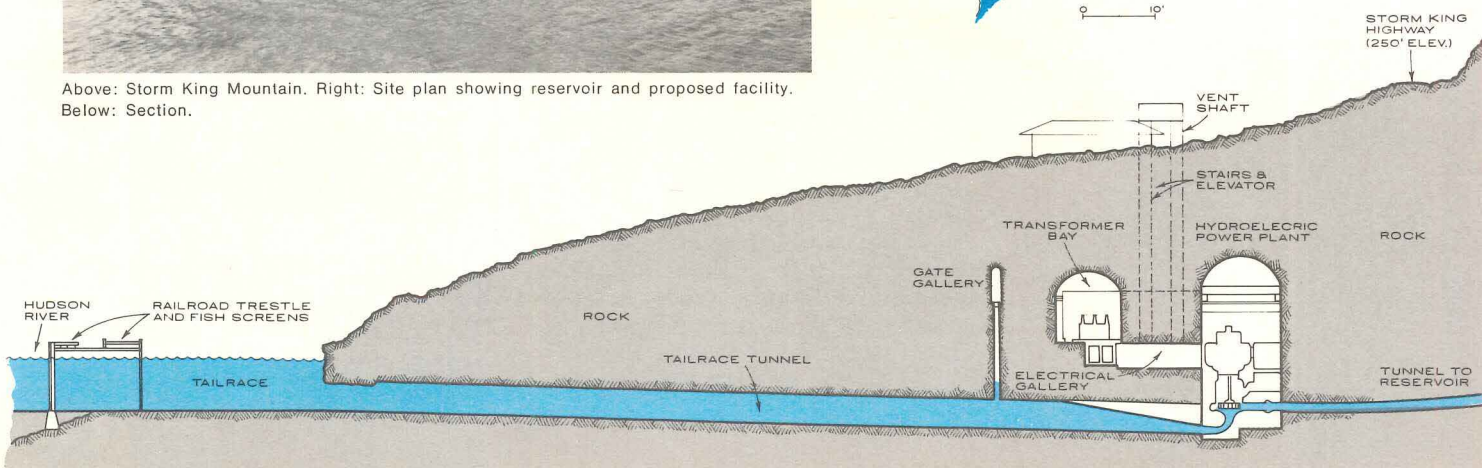 Above: Storm King Mountain. Right: Site plan showing reservoir and proposed facility.
Below: Section.
0 10'
STORM KING
HIGHWAY
(250' ELEV.)
VENT
SHAFT
STAIRS &
ELEVATOR
TRANSFORMER
BAY
HYDROELECRIC
POWER PLANT
ROCK
GATE
GALLERY
HUDSON
RIVER
RAILROAD TRESTLE
AND FISH SCREENS
ROCK
TAILRACE TUNNEL
TAILRACE
ELECTRICAL
GALLERY
TUNNEL TO
RESERVOIR